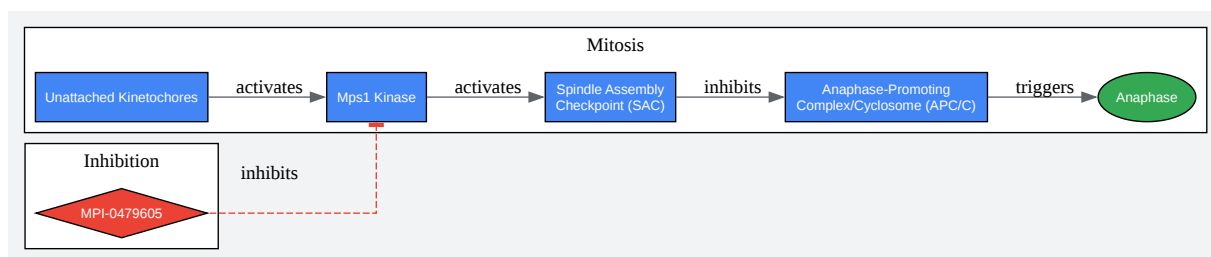 Mitosis
Unattached Kinetochores
activates
Mps1 Kinase
activates
Spindle Assembly
Checkpoint (SAC)
inhibits
Anaphase-Promoting
Complex/Cyclosome (APC/C)
triggers
Anaphase
Inhibition
MPI-0479605
inhibits